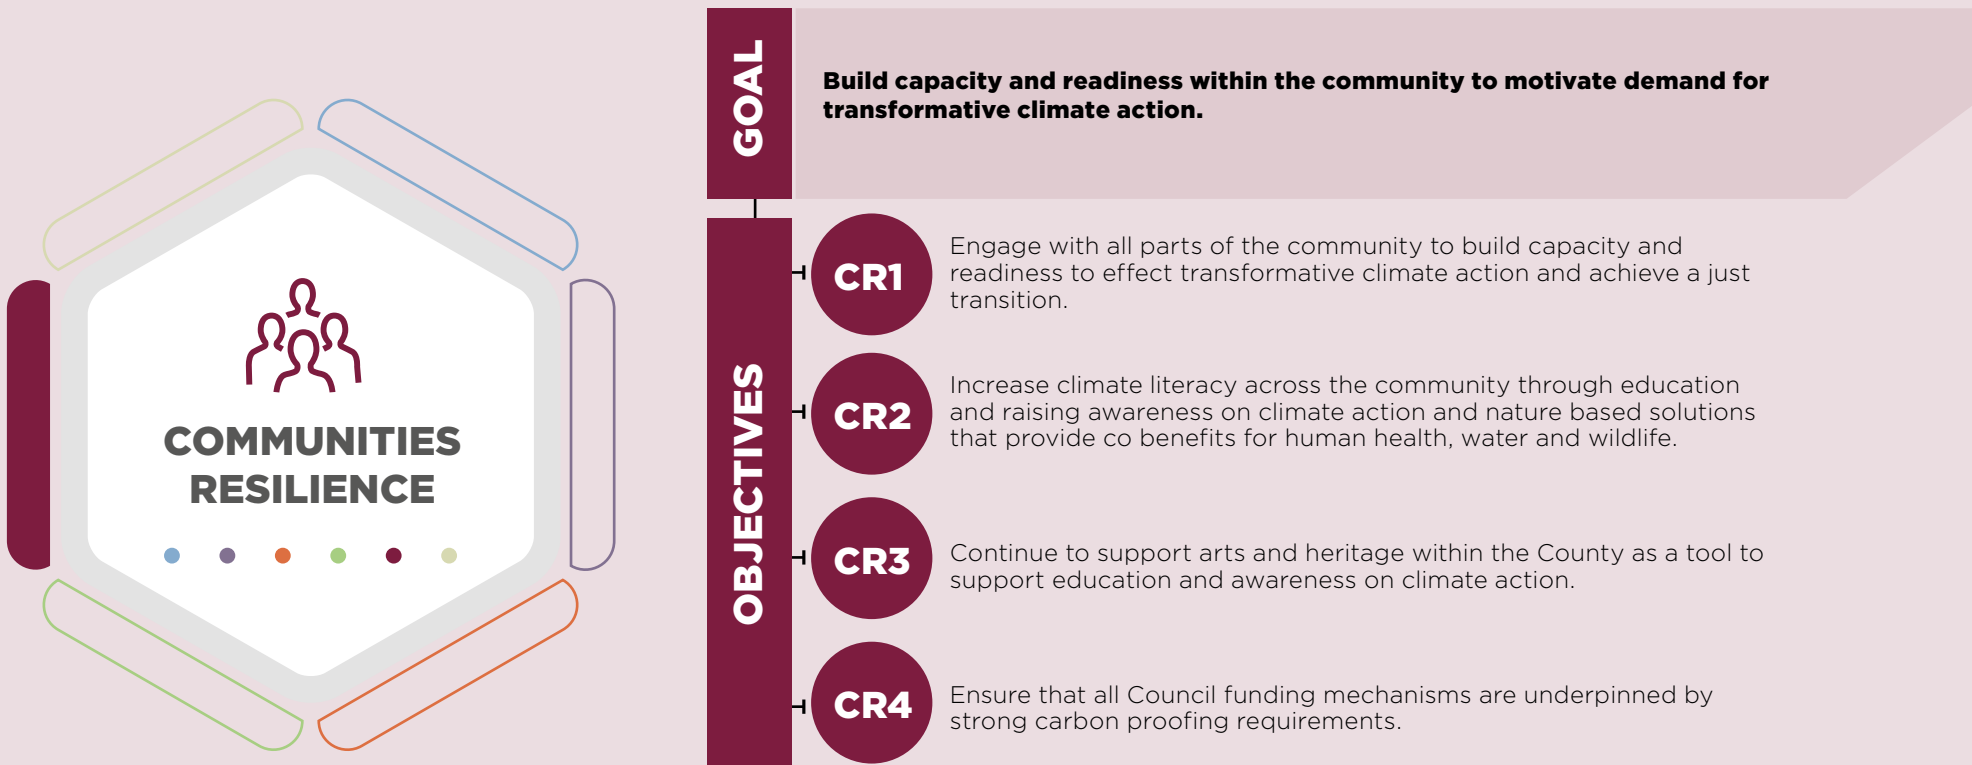 COMMUNITIES
RESILIENCE
GOAL
Build capacity and readiness within the community to motivate demand for
transformative climate action.
OBJECTIVES
CR1
Engage with all parts of the community to build capacity and
readiness to effect transformative climate action and achieve a just
transition.
CR2
Increase climate literacy across the community through education
and raising awareness on climate action and nature based solutions
that provide co benefits for human health, water and wildlife.
CR3
Continue to support arts and heritage within the County as a tool to
support education and awareness on climate action.
CR4
Ensure that all Council funding mechanisms are underpinned by
strong carbon proofing requirements.